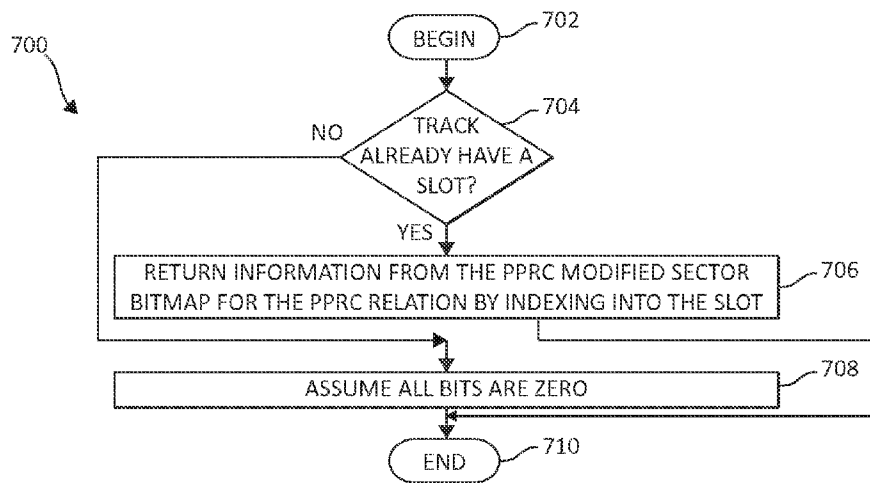 700
BEGIN
702
704
NO
TRACK
ALREADY HAVE A
SLOT?
YES
RETURN INFORMATION FROM THE PPRC MODIFIED SECTOR
BITMAP FOR THE PPRC RELATION BY INDEXING INTO THE SLOT
706
ASSUME ALL BITS ARE ZERO
708
END
710